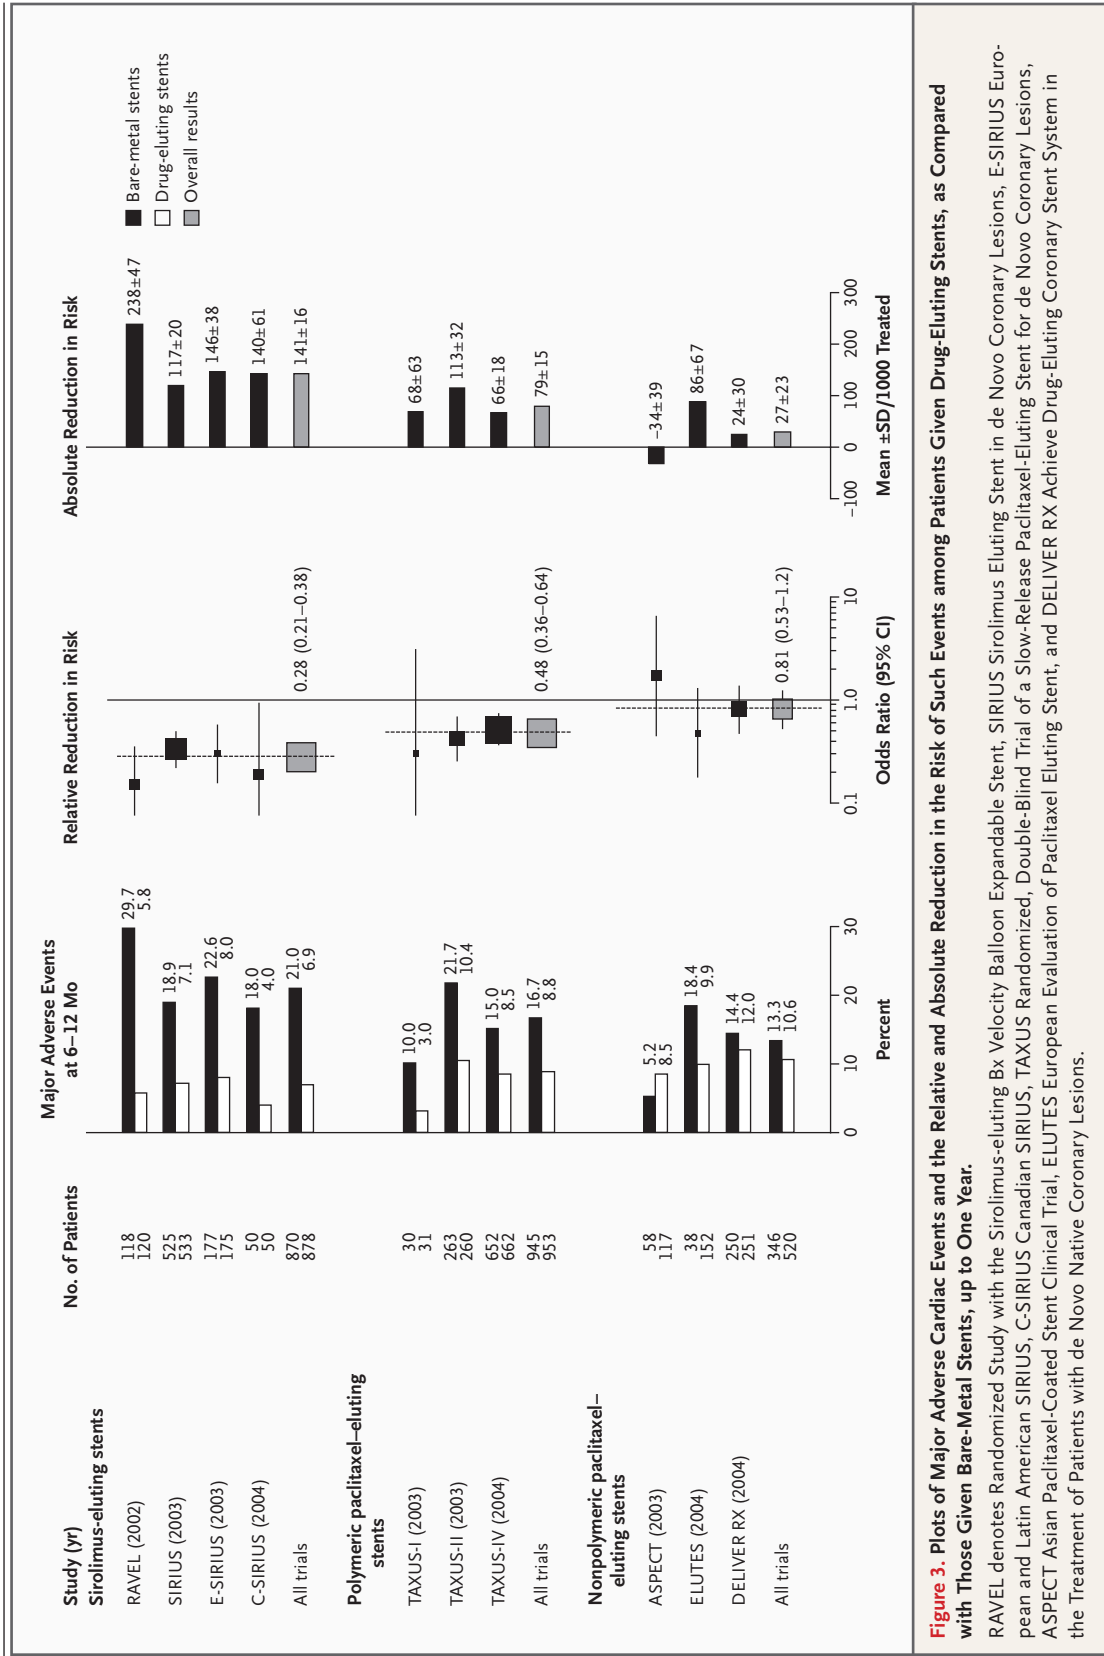 Study (yr)
No. of Patients
Major Adverse Events
at 6–12 Mo
Relative Reduction in Risk
Absolute Reduction in Risk
Bare-metal stents
Drug-eluting stents
Overall results
Sirolimus-eluting stents
RAVEL (2002)
118
120
29.7
5.8
238±47
SIRIUS (2003)
525
533
18.9
7.1
117±20
E-SIRIUS (2003)
177
175
22.6
8.0
146±38
C-SIRIUS (2004)
50
50
18.0
4.0
140±61
All trials
870
878
21.0
6.9
0.28 (0.21–0.38)
141±16
Polymeric paclitaxel–eluting
stents
TAXUS-I (2003)
30
31
10.0
3.0
68±63
TAXUS-II (2003)
263
260
21.7
10.4
113±32
TAXUS-IV (2004)
652
662
15.0
8.5
66±18
All trials
945
953
16.7
8.8
0.48 (0.36–0.64)
79±15
Nonpolymeric paclitaxel–
eluting stents
ASPECT (2003)
58
117
5.2
8.5
−34±39
ELUTES (2004)
38
152
18.4
9.9
86±67
DELIVER RX (2004)
250
251
14.4
12.0
24±30
All trials
346
520
13.3
10.6
0.81 (0.53–1.2)
27±23
0 10 20 30
Percent
0.1 1.0 10
Odds Ratio (95% CI)
−100 0 100 200 300
Mean ±SD/1000 Treated
Figure 3. Plots of Major Adverse Cardiac Events and the Relative and Absolute Reduction in the Risk of Such Events among Patients Given Drug-Eluting Stents, as Compared
with Those Given Bare-Metal Stents, up to One Year.
RAVEL denotes Randomized Study with the Sirolimus-eluting Bx Velocity Balloon Expandable Stent, SIRIUS Sirolimus Eluting Stent in de Novo Coronary Lesions, E-SIRIUS Euro-
pean and Latin American SIRIUS, C-SIRIUS Canadian SIRIUS, TAXUS Randomized, Double-Blind Trial of a Slow-Release Paclitaxel-Eluting Stent for de Novo Coronary Lesions,
ASPECT Asian Paclitaxel-Coated Stent Clinical Trial, ELUTES European Evaluation of Paclitaxel Eluting Stent, and DELIVER RX Achieve Drug-Eluting Coronary Stent System in
the Treatment of Patients with de Novo Native Coronary Lesions.